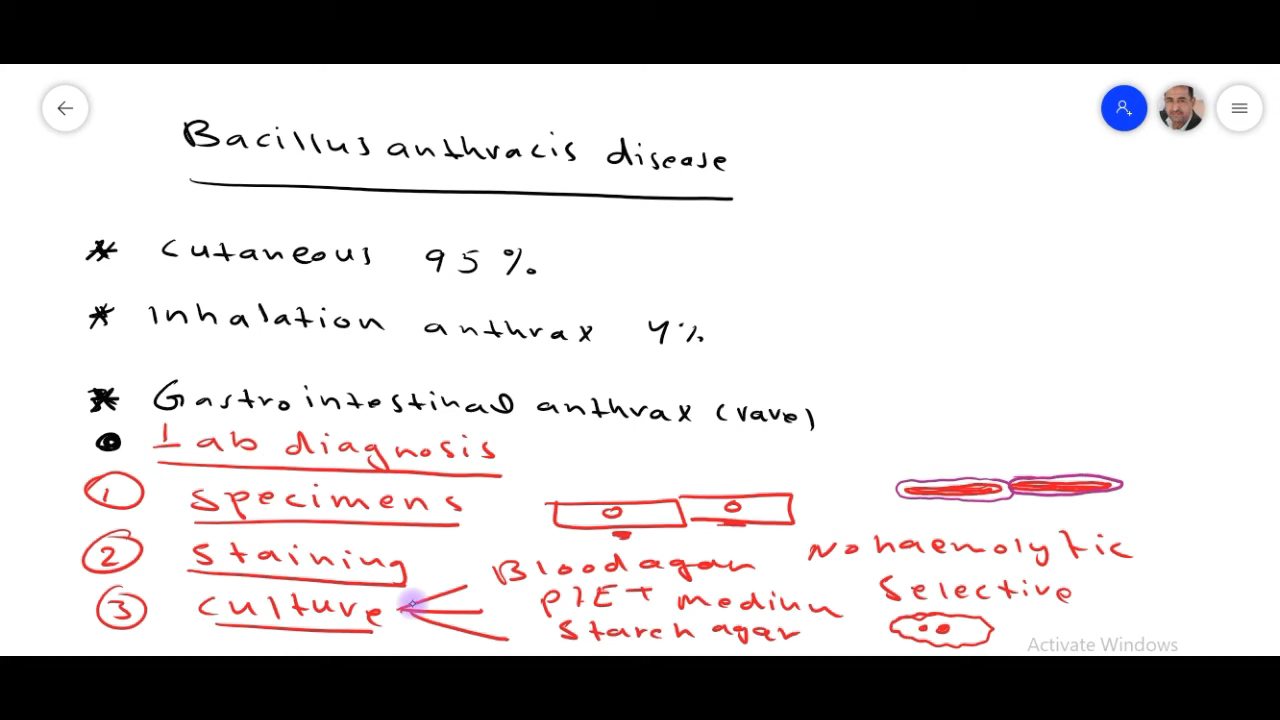 Bacillus anthracis disease
* Cutaneous 95%
* Inhalation anthrax 4%
* Gastrointestinal anthrax (rare)
• Lab diagnosis
① specimens
② staining
③ culture
Blood agar No haemolytic
PLET medium Selective
starch agar
Activate Windows